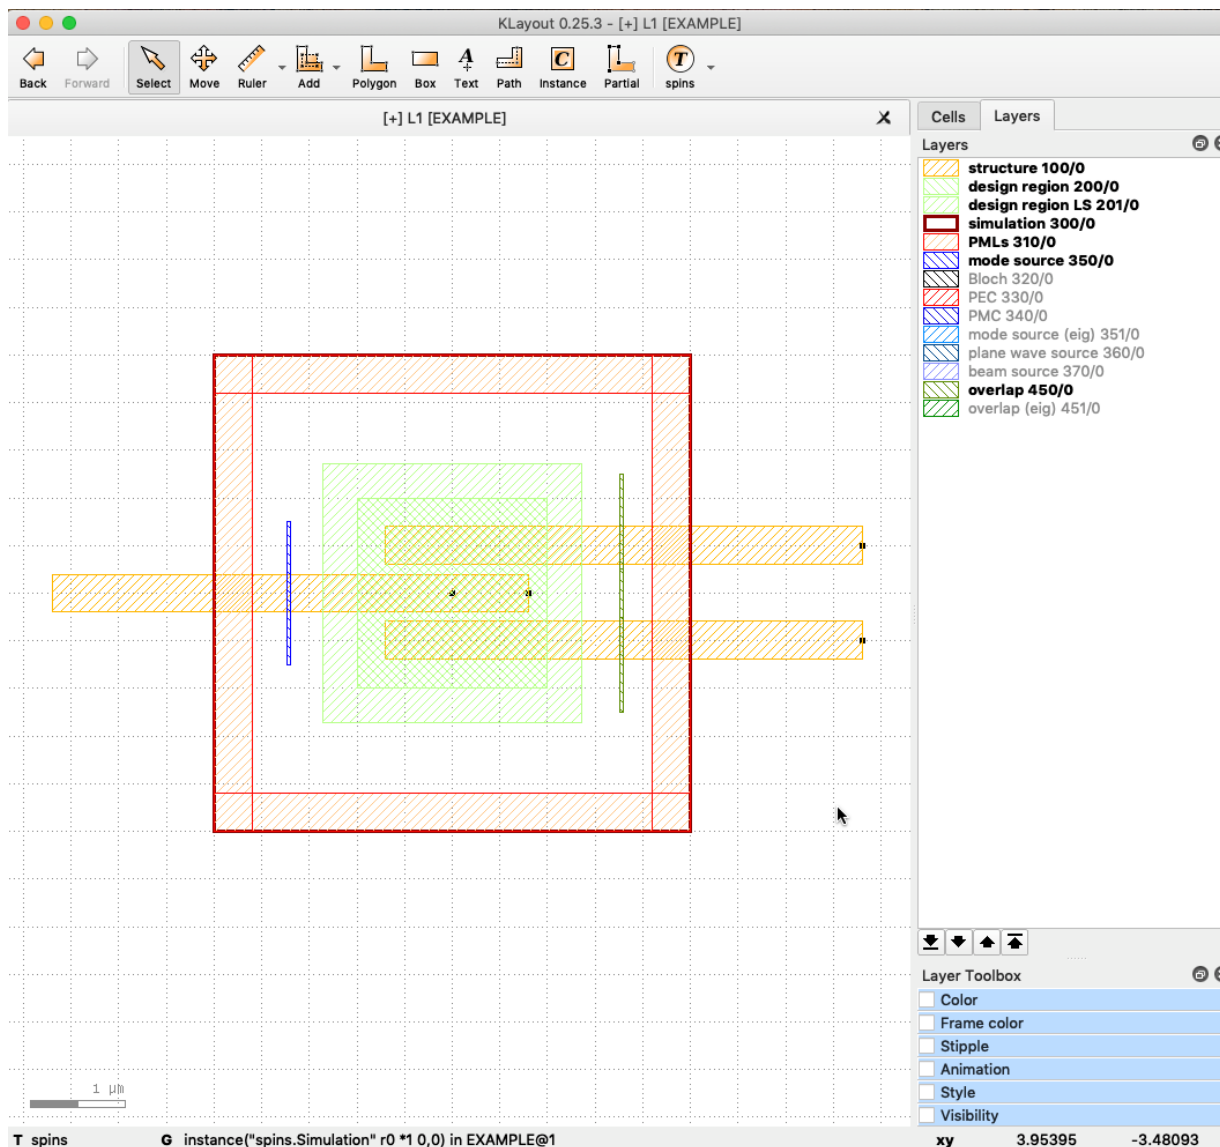 KLayout 0.25.3 - [+] L1 [EXAMPLE]
Back Forward Select Move Ruler Add Polygon Box Text Path Instance Partial spins
[+] L1 [EXAMPLE]
Cells Layers
Layers
structure 100/0
design region 200/0
design region LS 201/0
simulation 300/0
PMLs 310/0
mode source 350/0
Bloch 320/0
PEC 330/0
PMC 340/0
mode source (eig) 351/0
plane wave source 360/0
beam source 370/0
overlap 450/0
overlap (eig) 451/0
Layer Toolbox
Color
Frame color
Stipple
Animation
Style
Visibility
1 μm
T spins G instance("spins.Simulation" r0 *1 0,0) in EXAMPLE@1 xy 3.95395 -3.48093